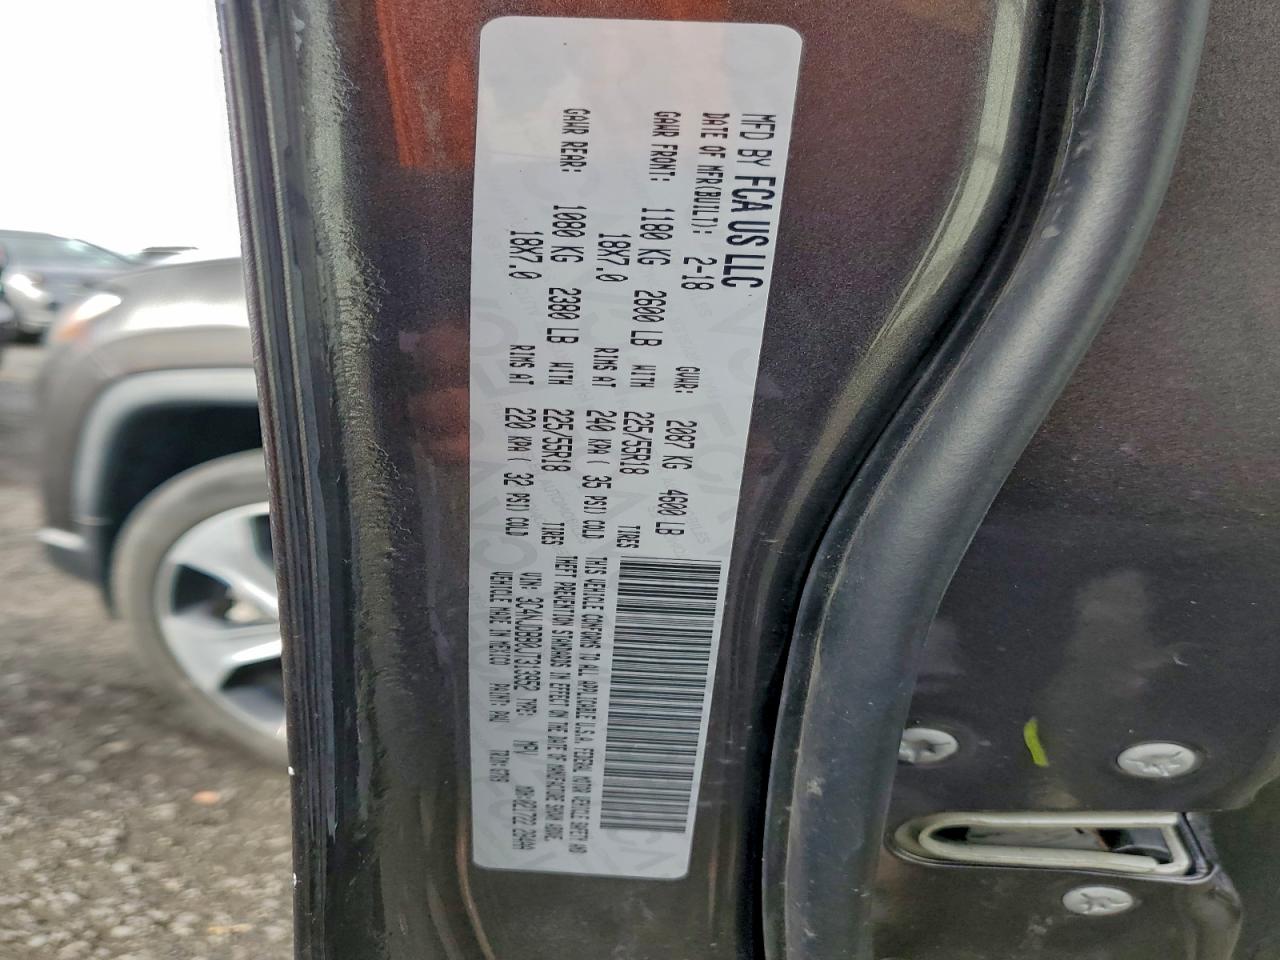 MFD BY FCA US LLC
DATE OF MFR(BUILT): 2-18 GVWR: 2087 KG 4600 LB
GAWR FRONT: 1180 KG 2600 LB WITH 225/55R18 TIRES
18X7.0 RIMS AT 240 KPA ( 35 PSI) COLD
GAWR REAR: 1080 KG 2380 LB WITH 225/55R18 TIRES
18X7.0 RIMS AT 220 KPA ( 32 PSI) COLD
THIS VEHICLE CONFORMS TO ALL APPLICABLE U.S.A. FEDERAL MOTOR VEHICLE SAFETY AND
THEFT PREVENTION STANDARDS IN EFFECT ON THE DATE OF MANUFACTURE SHOWN ABOVE.
VIN: 3C4NJDBB0JT313952 TYPE: MPV
VEHICLE MADE IN MEXICO PAINT: PAU TRIM: